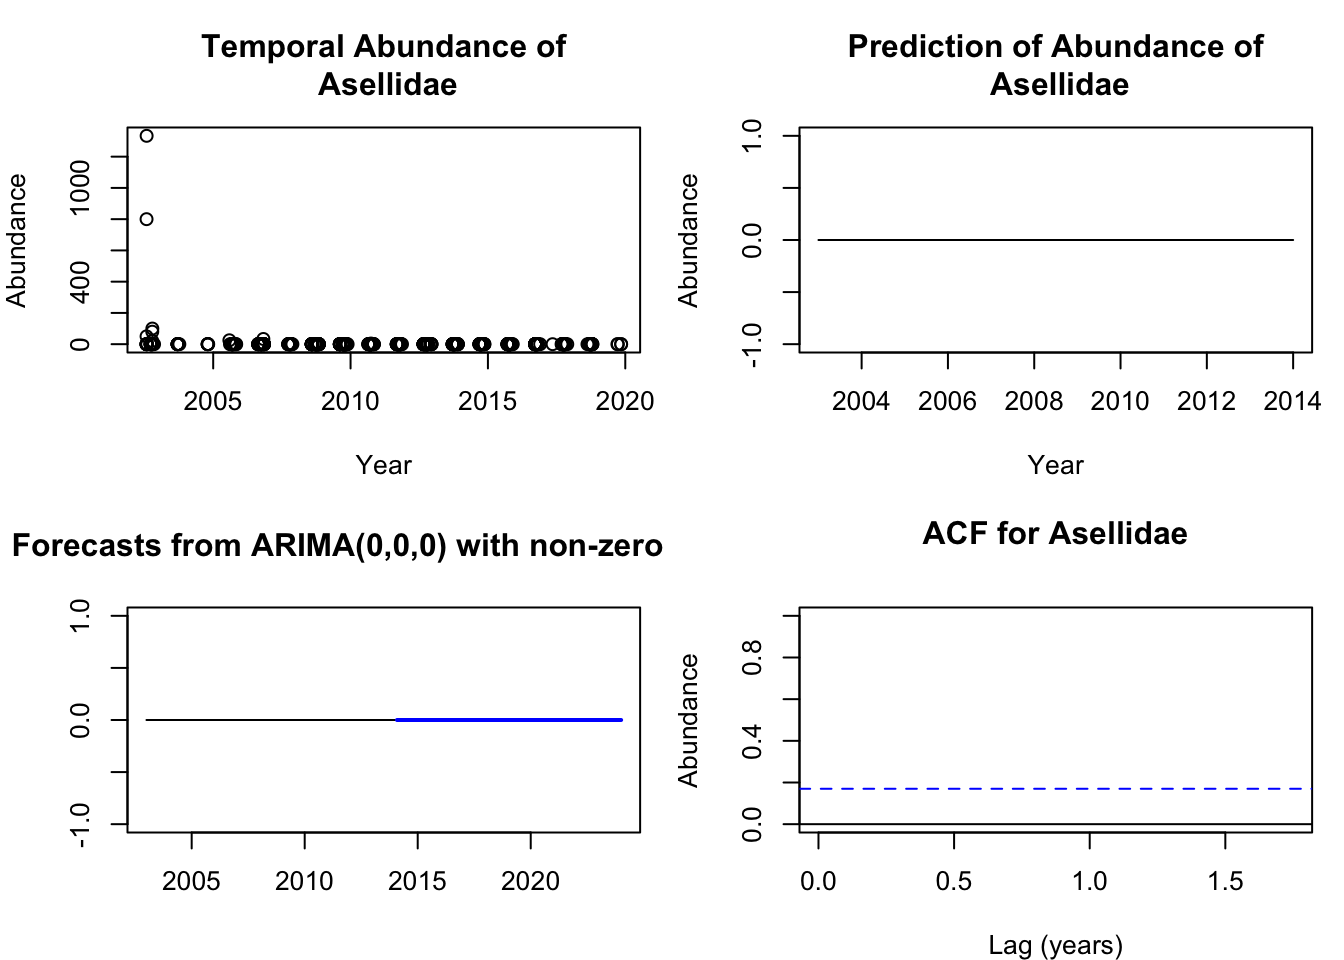 Temporal Abundance of
Asellidae
Abundance
0
400
1000
2005
2010
2015
2020
Year
Prediction of Abundance of
Asellidae
Abundance
-1.0
0.0
1.0
2004
2006
2008
2010
2012
2014
Year
Forecasts from ARIMA(0,0,0) with non-zero
-1.0
0.0
1.0
2005
2010
2015
2020
ACF for Asellidae
Abundance
0.0
0.4
0.8
0.0
0.5
1.0
1.5
Lag (years)